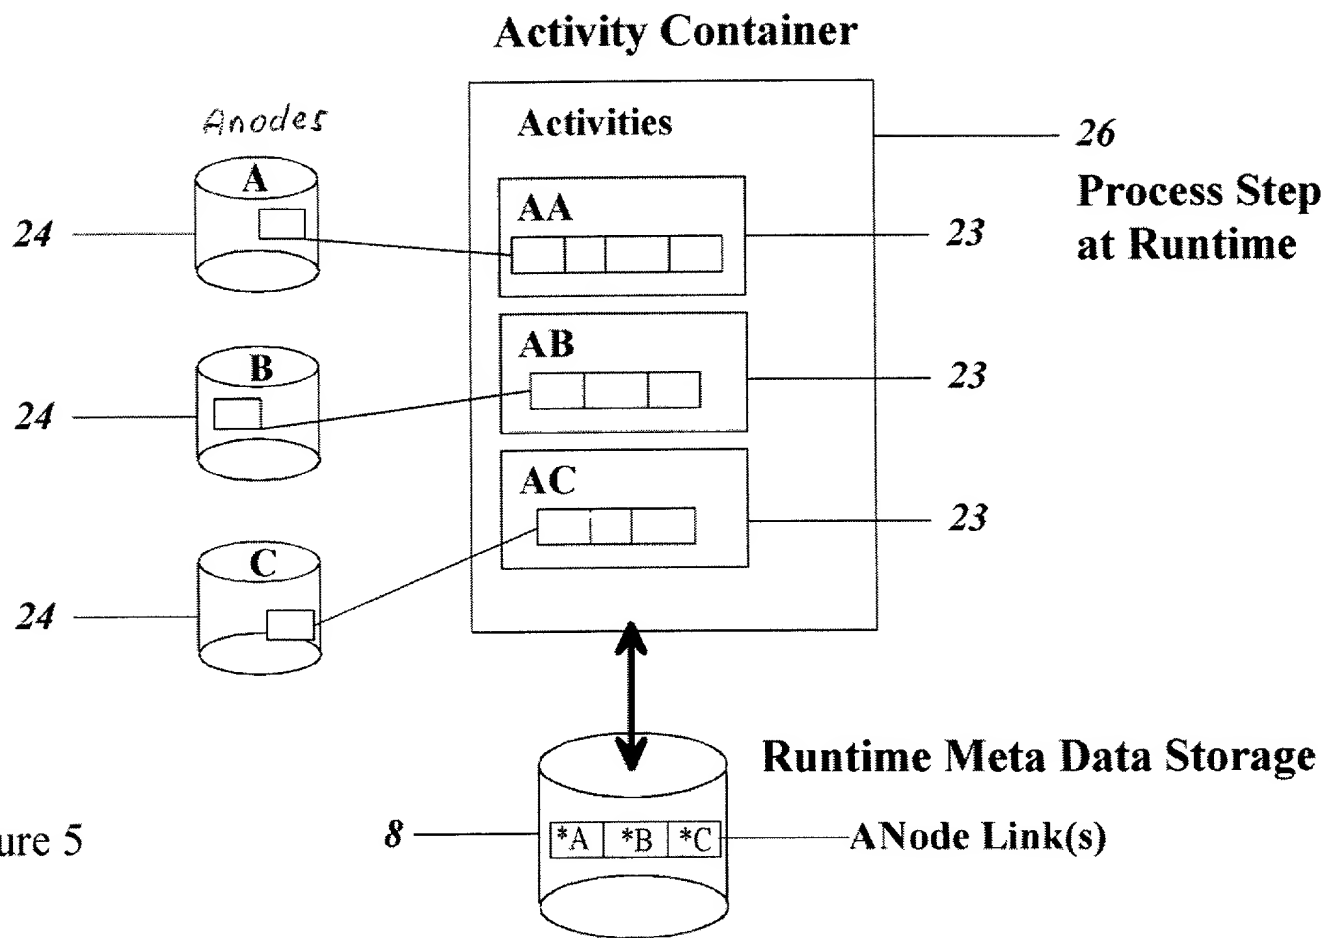 Activity Container
Anodes
Activities
26
Process Step
at Runtime
A
24
AA
23
B
24
AB
23
C
24
AC
23
Runtime Meta Data Storage
ure 5
8
*A *B *C
ANode Link(s)